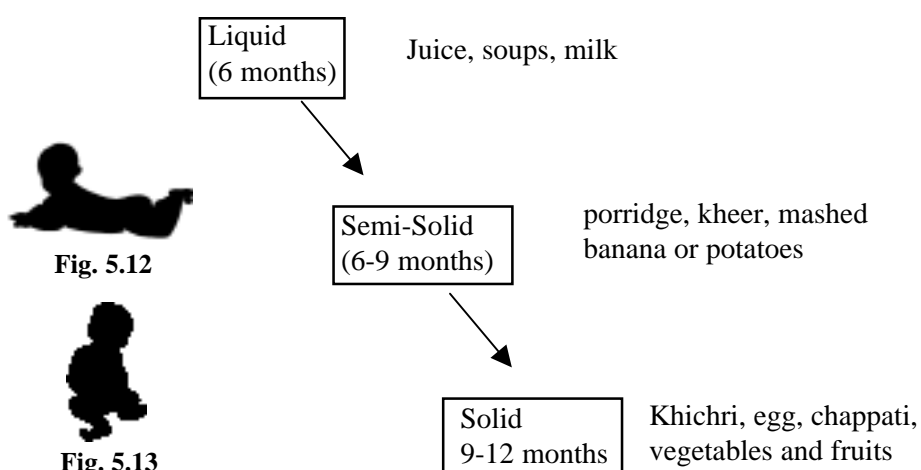 Liquid
(6 months)
Juice, soups, milk
Semi-Solid
(6-9 months)
porridge, kheer, mashed
banana or potatoes
Fig. 5.12
Solid
9-12 months
Khichri, egg, chappati,
vegetables and fruits
Fig. 5.13